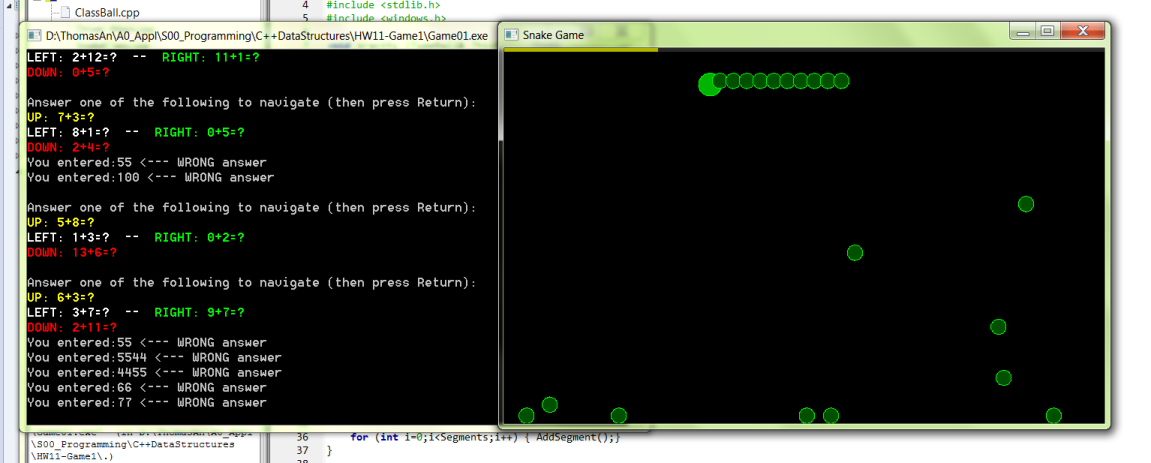 ClassBall.cpp
4 #include <stdlib.h>
5 #include <windows.h>
D:\ThomasAn\A0_Appl\S00_Programming\C++DataStructures\HW11-Game1\Game01.exe
LEFT: 2+12=? -- RIGHT: 11+1=?
DOWN: 0+5=?
Answer one of the following to navigate (then press Return):
UP: 7+3=?
LEFT: 8+1=? -- RIGHT: 0+5=?
DOWN: 2+4=?
You entered:55 <--- WRONG answer
You entered:100 <--- WRONG answer
Answer one of the following to navigate (then press Return):
UP: 5+8=?
LEFT: 1+3=? -- RIGHT: 0+2=?
DOWN: 13+6=?
Answer one of the following to navigate (then press Return):
UP: 6+3=?
LEFT: 3+7=? -- RIGHT: 9+7=?
DOWN: 2+11=?
You entered:55 <--- WRONG answer
You entered:5544 <--- WRONG answer
You entered:4455 <--- WRONG answer
You entered:66 <--- WRONG answer
You entered:77 <--- WRONG answer
Snake Game
\S00_Programming\C++DataStructures
\HW11-Game1\.)
36 for (int i=0;i<Segments;i++) { AddSegment();}
37 }